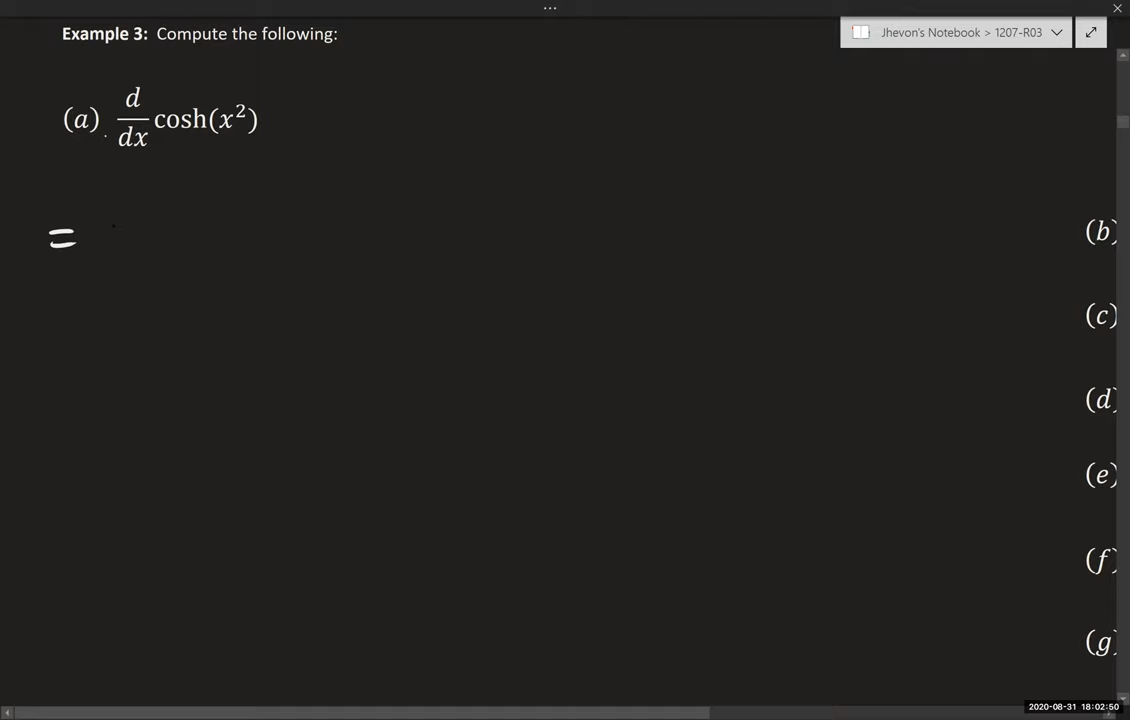 ...
Example 3: Compute the following:
Jhevon's Notebook > 1207-R03
(a) d/dx cosh(x²)
=
(b)
(c)
(d)
(e)
(f)
(g)
2020-08-31 18:02:50